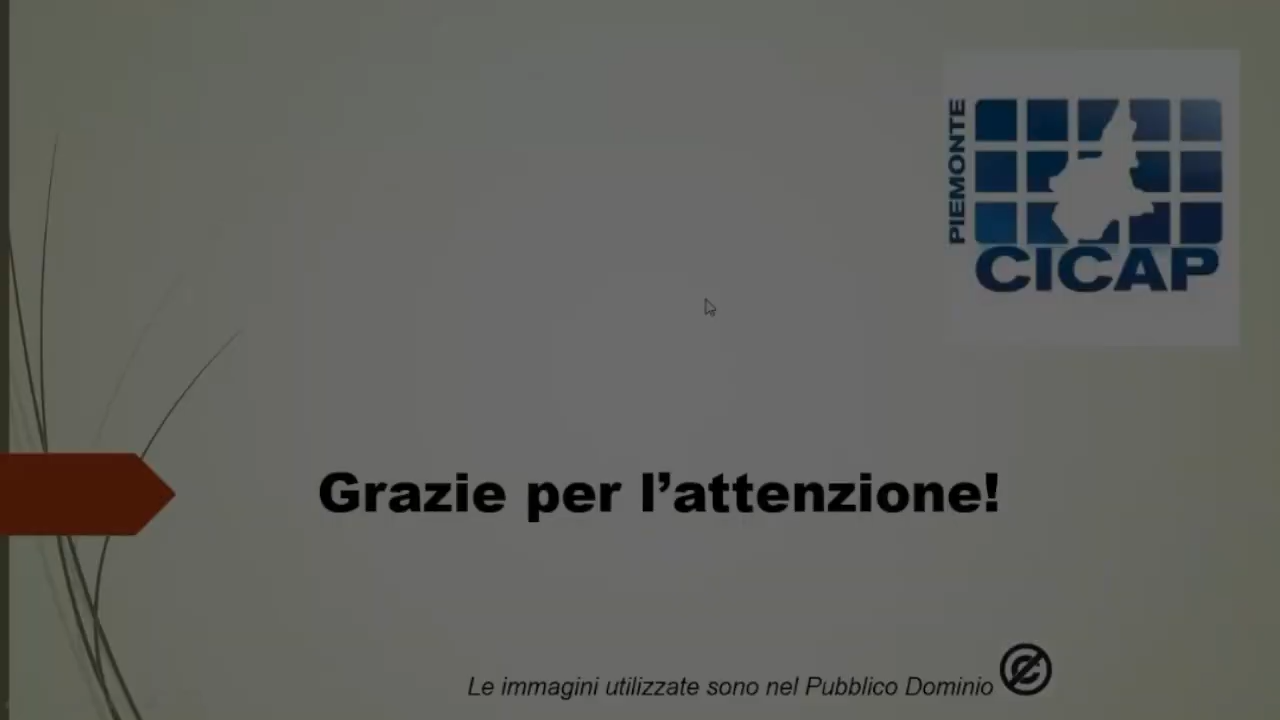 PIEMONTE
CICAP
Grazie per l’attenzione!
Le immagini utilizzate sono nel Pubblico Dominio